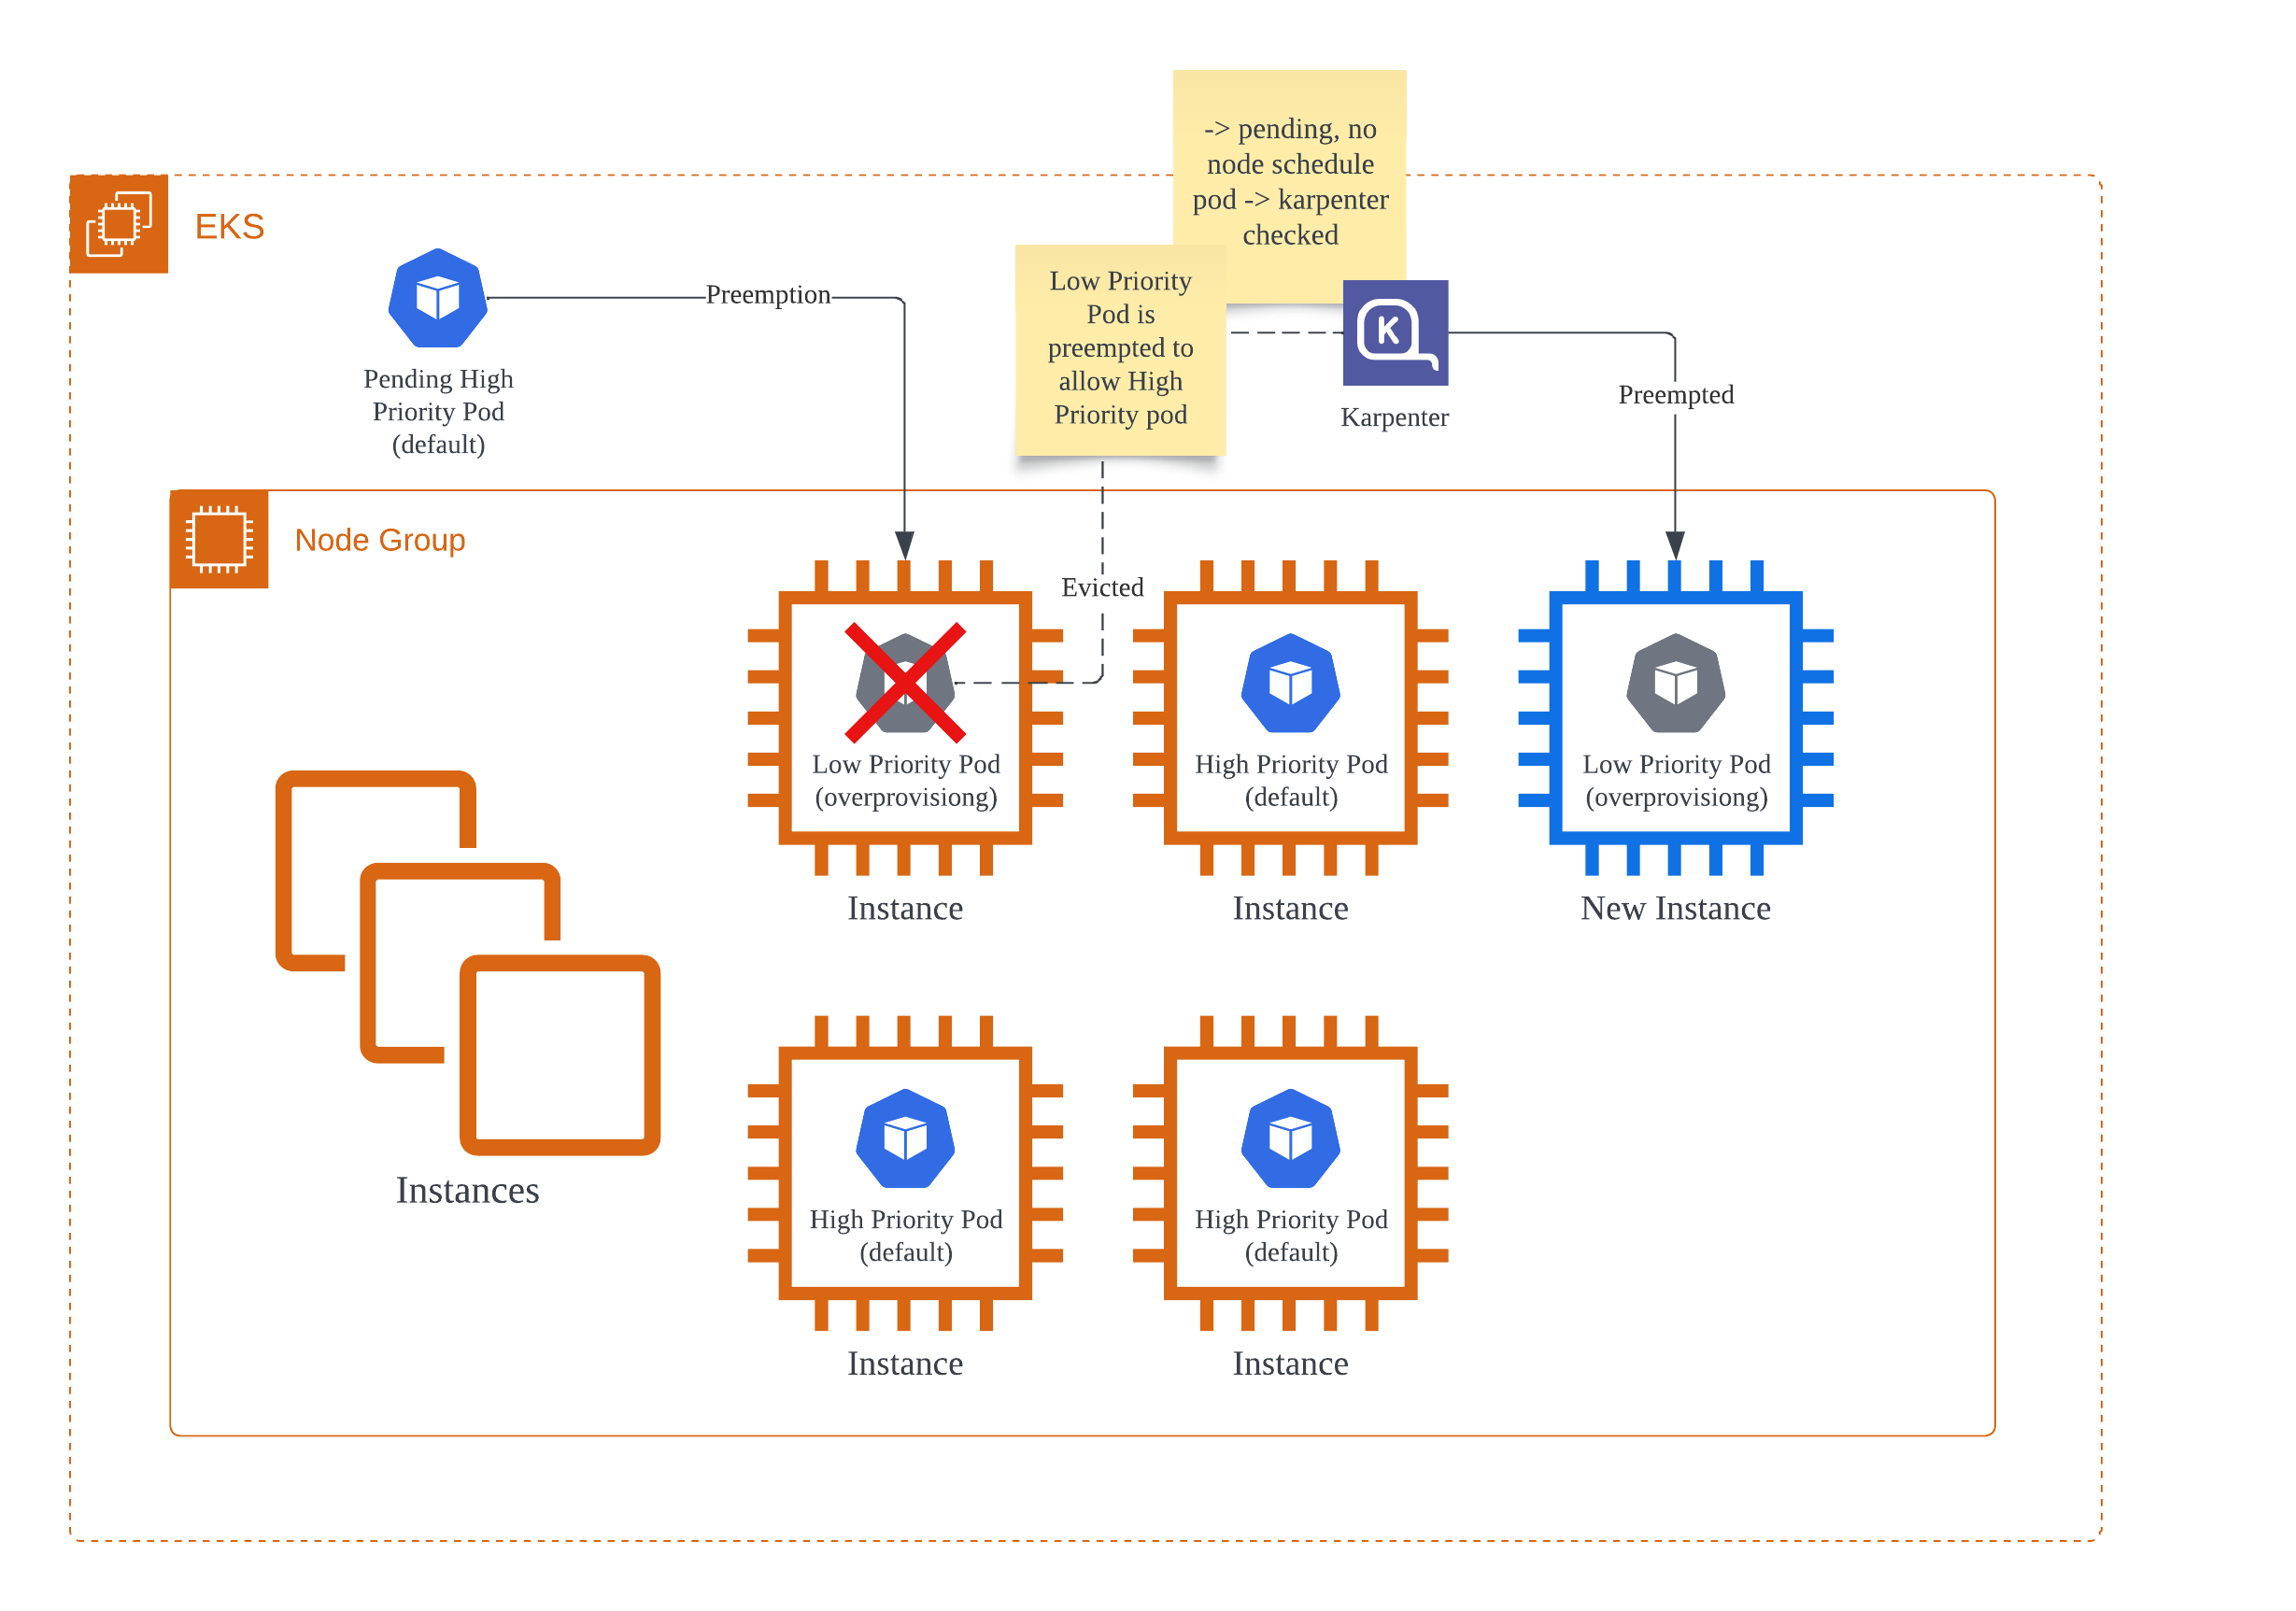 -> pending, no
node schedule
pod -> karpenter
checked
EKS
Low Priority
Pod is
preempted to
allow High
Priority pod
Preemption
K
Karpenter
Preempted
Pending High
Priority Pod
(default)
Node Group
Evicted
Low Priority Pod
(overprovisiong)
Instance
High Priority Pod
(default)
Instance
Low Priority Pod
(overprovisiong)
New Instance
Instances
High Priority Pod
(default)
Instance
High Priority Pod
(default)
Instance